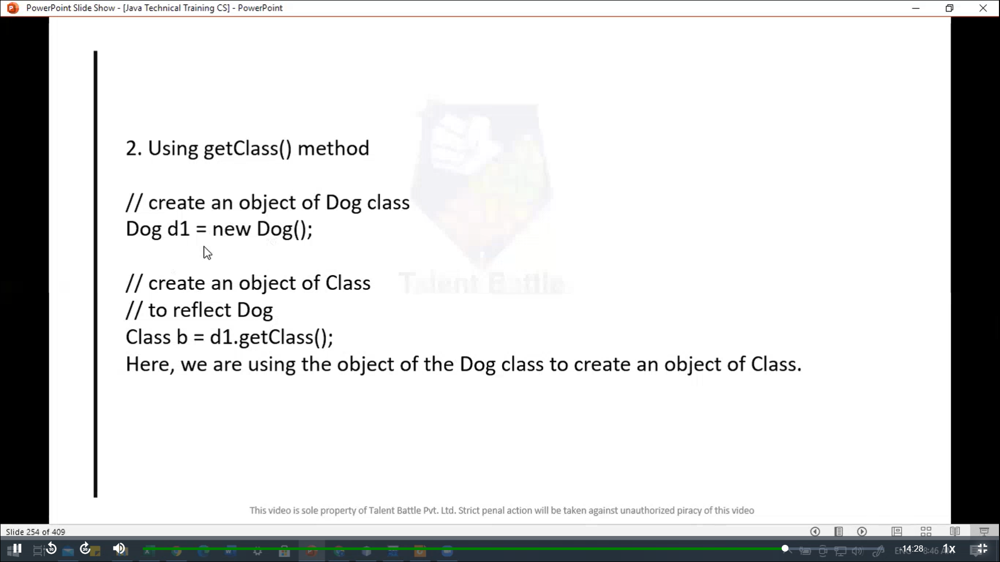 PowerPoint Slide Show - [Java Technical Training CS] - PowerPoint
2. Using getClass() method
// create an object of Dog class
Dog d1 = new Dog();
// create an object of Class
// to reflect Dog
Class b = d1.getClass();
Here, we are using the object of the Dog class to create an object of Class.
Talent Battle
This video is sole property of Talent Battle Pvt. Ltd. Strict penal action will be taken against unauthorized piracy of this video
Slide 254 of 409
10
30
-14:28
1x